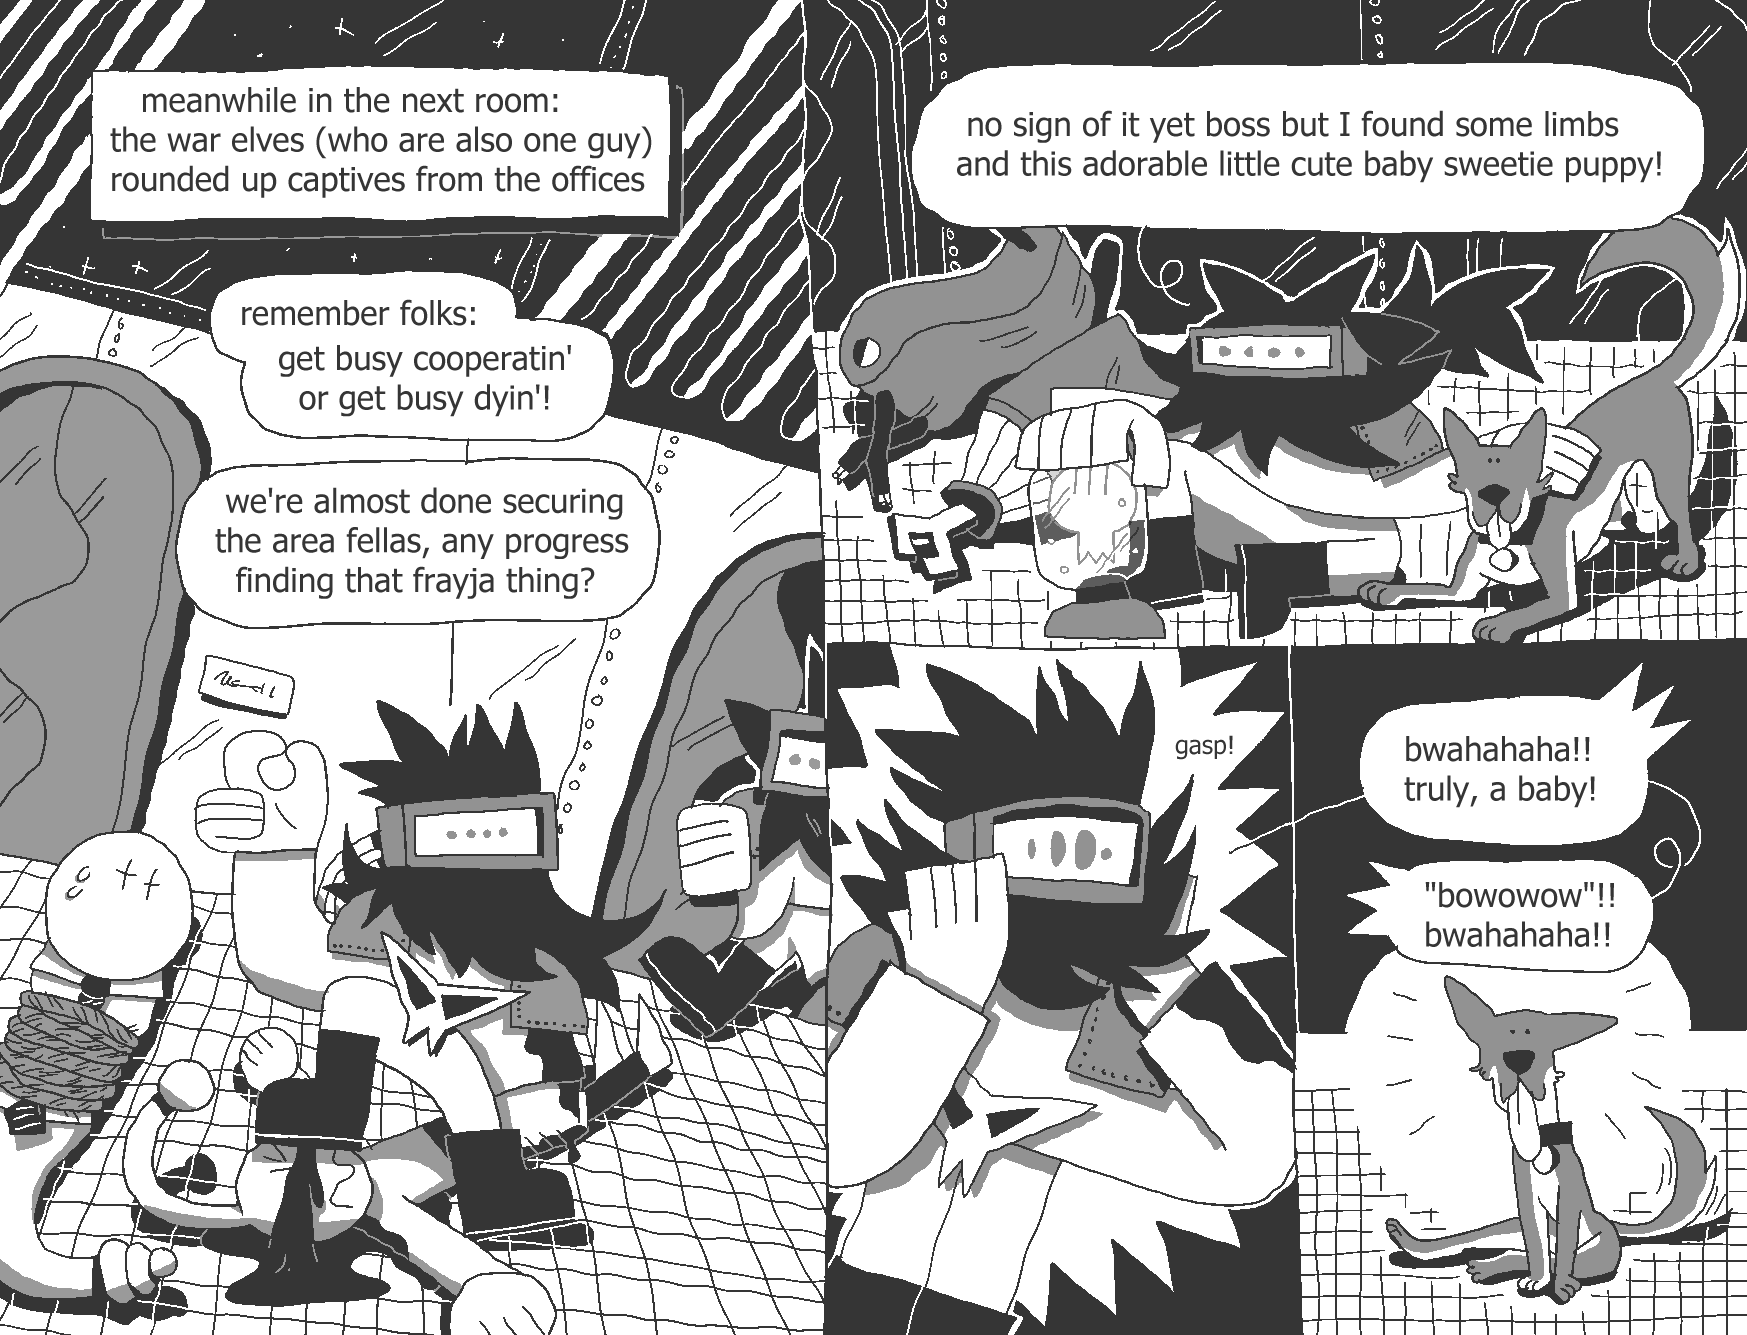 meanwhile in the next room:
the war elves (who are also one guy)
rounded up captives from the offices
remember folks:
get busy cooperatin'
or get busy dyin'!
we're almost done securing
the area fellas, any progress
finding that frayja thing?
no sign of it yet boss but I found some limbs
and this adorable little cute baby sweetie puppy!
gasp!
bwahahaha!!
truly, a baby!
"bowowow"!!
bwahahaha!!